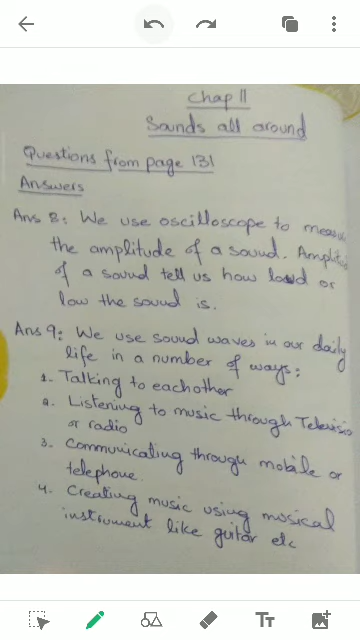 Chap 11
Sounds all around
Questions from page 131
Answers
Ans 8: We use oscilloscope to
the amplitude of a sound.
of a sound tell us how loud or
low the sound is.
Ans 9: We use sound waves in our daily
life in a number of ways:
1. Talking to eachother
2. Listening to music through
or radio
3. Communicating through mobile or
telephone.
4. Creating music using musical
instrument like guitar etc
TT